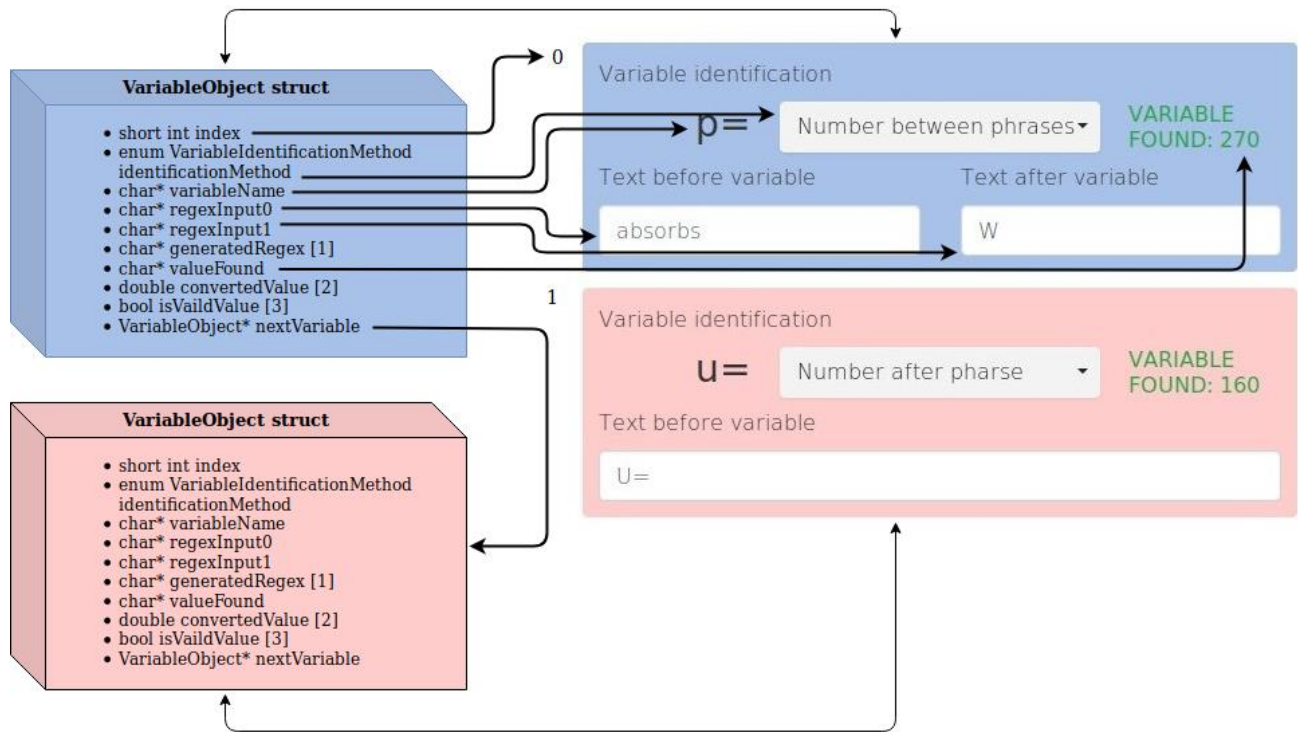 VariableObject struct
• short int index
• enum VariableIdentificationMethod
identificationMethod
• char* variableName
• char* regexInput0
• char* regexInput1
• char* generatedRegex [1]
• char* valueFound
• double convertedValue [2]
• bool isVaildValue [3]
• VariableObject* nextVariable
0
Variable identification
p=
Number between phrases
VARIABLE
FOUND: 270
Text before variable
Text after variable
absorbs
W
1
Variable identification
u=
Number after pharse
VARIABLE
FOUND: 160
Text before variable
U=
VariableObject struct
• short int index
• enum VariableIdentificationMethod
identificationMethod
• char* variableName
• char* regexInput0
• char* regexInput1
• char* generatedRegex [1]
• char* valueFound
• double convertedValue [2]
• bool isVaildValue [3]
• VariableObject* nextVariable